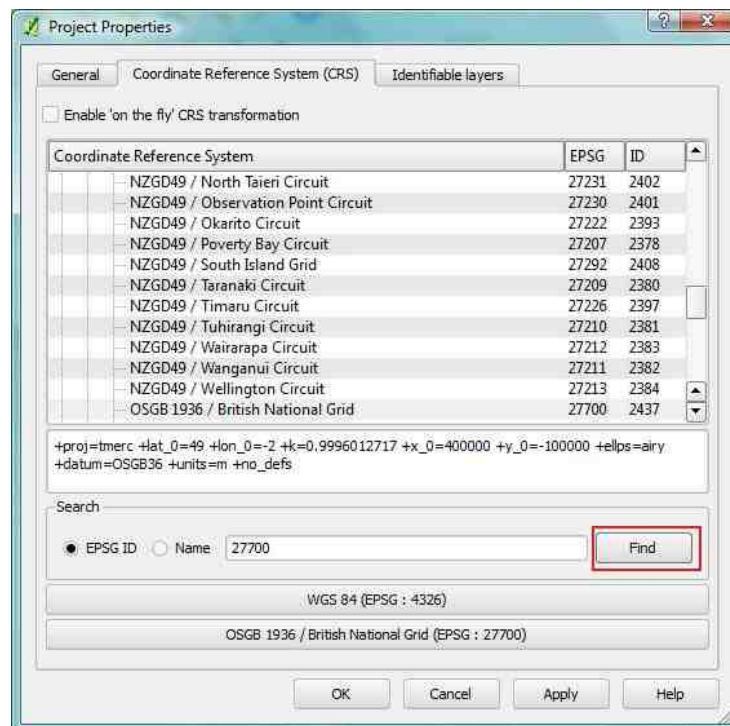 Project Properties
General Coordinate Reference System (CRS) Identifiable layers
Enable 'on the fly' CRS transformation
Coordinate Reference System EPSG ID
NZGD49 / North Taieri Circuit 27231 2402
NZGD49 / Observation Point Circuit 27230 2401
NZGD49 / Okarito Circuit 27222 2393
NZGD49 / Poverty Bay Circuit 27207 2378
NZGD49 / South Island Grid 27292 2408
NZGD49 / Taranaki Circuit 27209 2380
NZGD49 / Timaru Circuit 27226 2397
NZGD49 / Tuhirangi Circuit 27210 2381
NZGD49 / Wairarapa Circuit 27212 2383
NZGD49 / Wanganui Circuit 27211 2382
NZGD49 / Wellington Circuit 27213 2384
OSGB 1936 / British National Grid 27700 2437
+proj=tmerc +lat_0=49 +lon_0=-2 +k=0.9996012717 +x_0=400000 +y_0=-100000 +ellps=airy
+datum=OSGB36 +units=m +no_defs
Search
EPSG ID Name 27700 Find
WGS 84 (EPSG : 4326)
OSGB 1936 / British National Grid (EPSG : 27700)
OK Cancel Apply Help